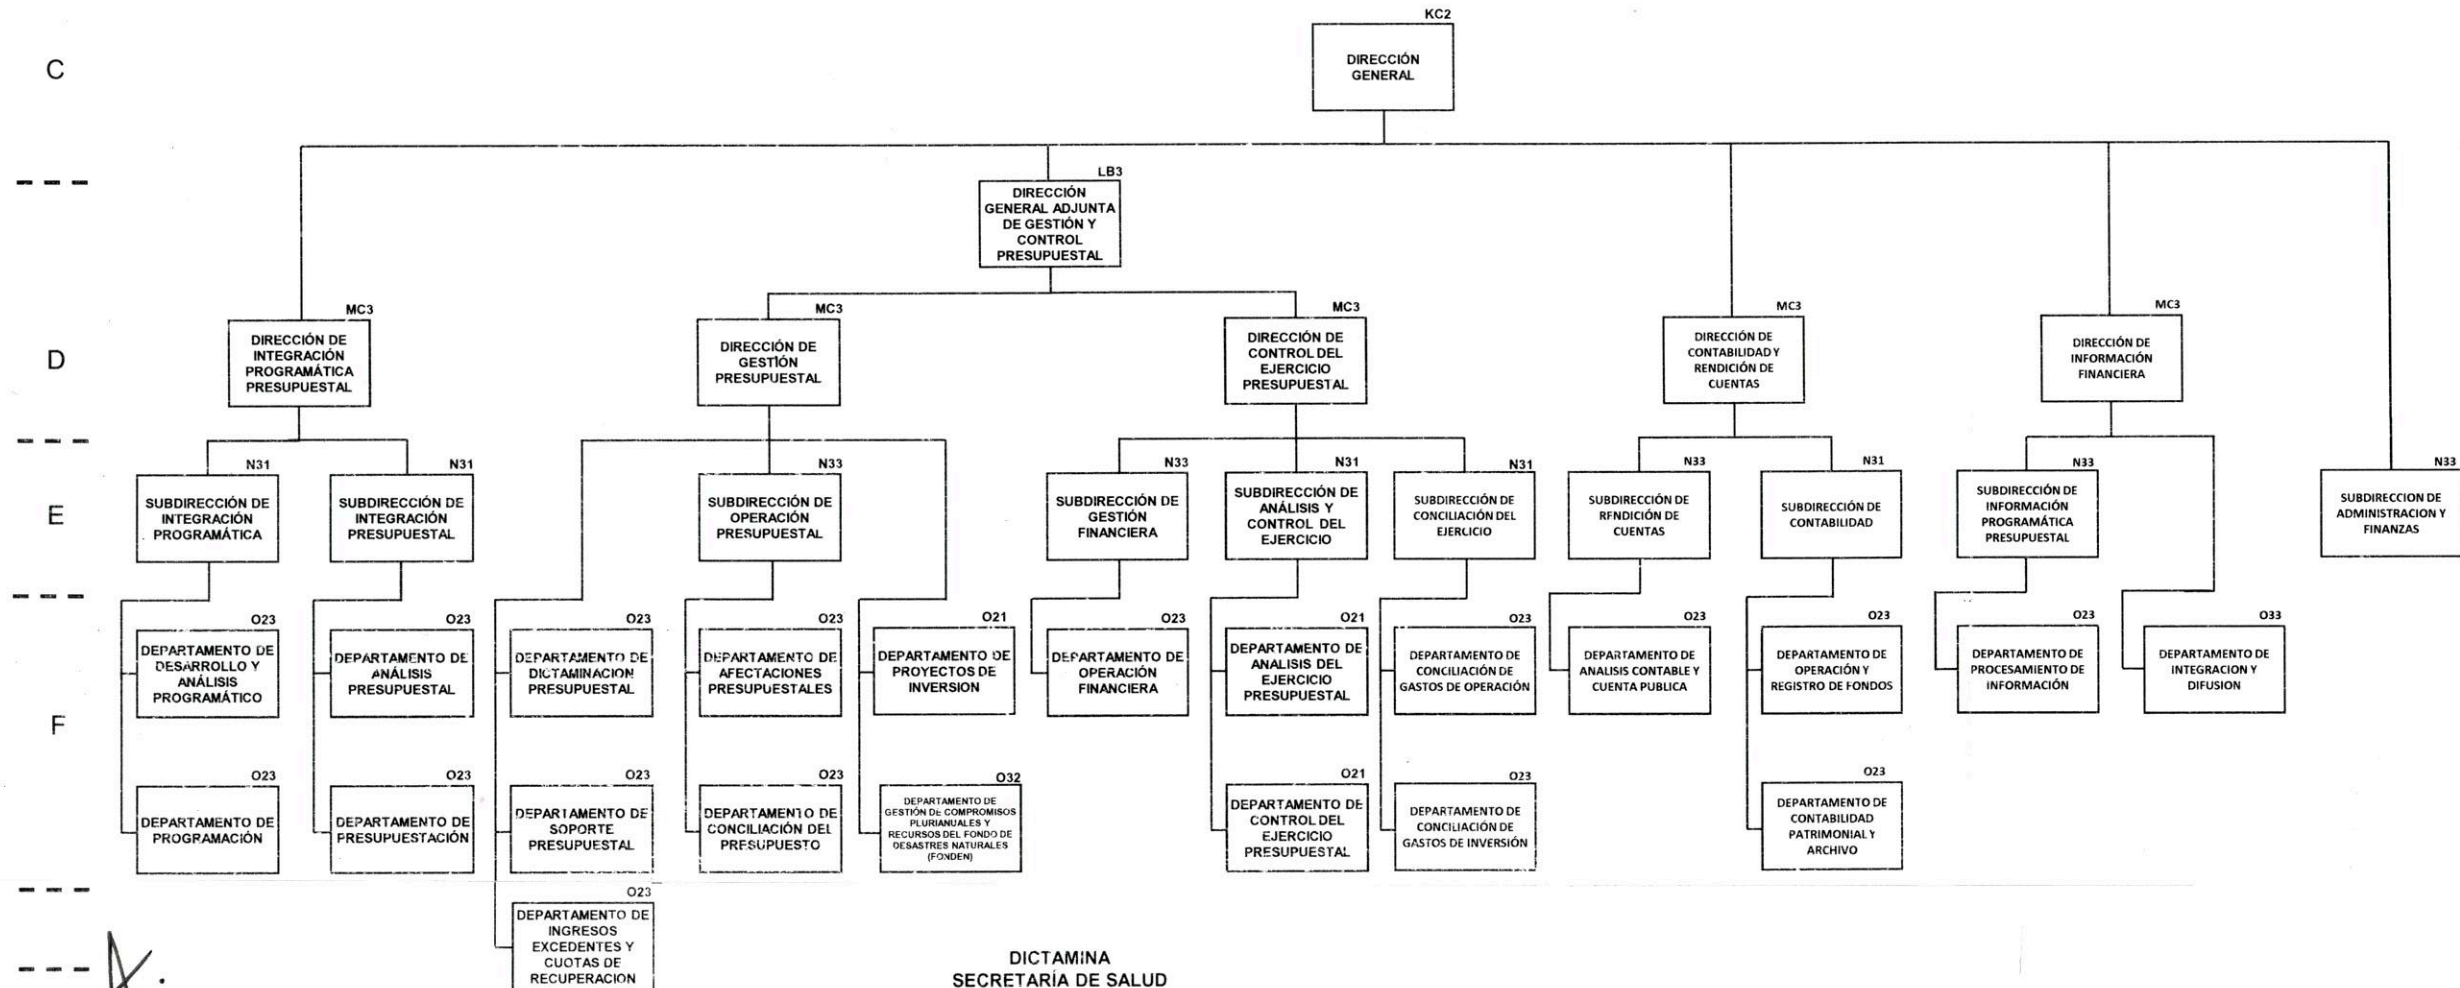 KC2
C
DIRECCIÓN
GENERAL
LB3
DIRECCIÓN
GENERAL ADJUNTA
DE GESTIÓN Y
CONTROL
PRESUPUESTAL
D
MC3
DIRECCIÓN DE
INTEGRACIÓN
PROGRAMÁTICA
PRESUPUESTAL
MC3
DIRECCIÓN DE
GESTIÓN
PRESUPUESTAL
MC3
DIRECCIÓN DE
CONTROL DEL
EJERCICIO
PRESUPUESTAL
MC3
DIRECCIÓN DE
CONTABILIDAD Y
RENDICIÓN DE
CUENTAS
MC3
DIRECCIÓN DE
INFORMACIÓN
FINANCIERA
E
N31
SUBDIRECCIÓN DE
INTEGRACIÓN
PROGRAMÁTICA
N31
SUBDIRECCIÓN DE
INTEGRACIÓN
PRESUPUESTAL
N33
SUBDIRECCIÓN DE
OPERACIÓN
PRESUPUESTAL
N33
SUBDIRECCIÓN DE
GESTIÓN
FINANCIERA
N31
SUBDIRECCIÓN DE
ANÁLISIS Y
CONTROL DEL
EJERCICIO
N31
SUBDIRECCIÓN DE
CONCILIACIÓN DEL
EJERCICIO
N33
SUBDIRECCIÓN DE
RENDICIÓN DE
CUENTAS
N31
SUBDIRECCIÓN DE
CONTABILIDAD
N33
SUBDIRECCIÓN DE
INFORMACIÓN
PROGRAMÁTICA
PRESUPUESTAL
N33
SUBDIRECCION DE
ADMINISTRACION Y
FINANZAS
F
O23
DEPARTAMENTO DE
DESARROLLO Y
ANÁLISIS
PROGRAMÁTICO
O23
DEPARTAMENTO DE
ANÁLISIS
PRESUPUESTAL
O23
DEPARTAMENTO DE
DICTAMINACION
PRESUPUESTAL
O23
DEPARTAMENTO DE
AFECTACIONES
PRESUPUESTALES
O21
DEPARTAMENTO DE
PROYECTOS DE
INVERSION
O23
DEPARTAMENTO DE
OPERACIÓN
FINANCIERA
O21
DEPARTAMENTO DE
ANALISIS DEL
EJERCICIO
PRESUPUESTAL
O23
DEPARTAMENTO DE
CONCILIACIÓN DE
GASTOS DE OPERACIÓN
O23
DEPARTAMENTO DE
ANALISIS CONTABLE Y
CUENTA PUBLICA
O23
DEPARTAMENTO DE
OPERACIÓN Y
REGISTRO DE FONDOS
O23
DEPARTAMENTO DE
PROCESAMIENTO DE
INFORMACIÓN
O33
DEPARTAMENTO DE
INTEGRACION Y
DIFUSION
O23
DEPARTAMENTO DE
PROGRAMACIÓN
O23
DEPARTAMENTO DE
PRESUPUESTACIÓN
O23
DEPARTAMENTO DE
SOPORTE
PRESUPUESTAL
O23
DEPARTAMENTO DE
CONCILIACIÓN DEL
PRESUPUESTO
O32
DEPARTAMENTO DE
GESTIÓN DE COMPROMISOS
PLURIANUALES Y
RECURSOS DEL FONDO DE
DESASTRES NATURALES
(FONDEN)
O21
DEPARTAMENTO DE
CONTROL DEL
EJERCICIO
PRESUPUESTAL
O23
DEPARTAMENTO DE
CONCILIACIÓN DE
GASTOS DE INVERSIÓN
O23
DEPARTAMENTO DE
CONTABILIDAD
PATRIMONIAL Y
ARCHIVO
O23
DEPARTAMENTO DE
INGRESOS
EXCEDENTES Y
CUOTAS DE
RECUPERACION
DICTAMINA
SECRETARÍA DE SALUD